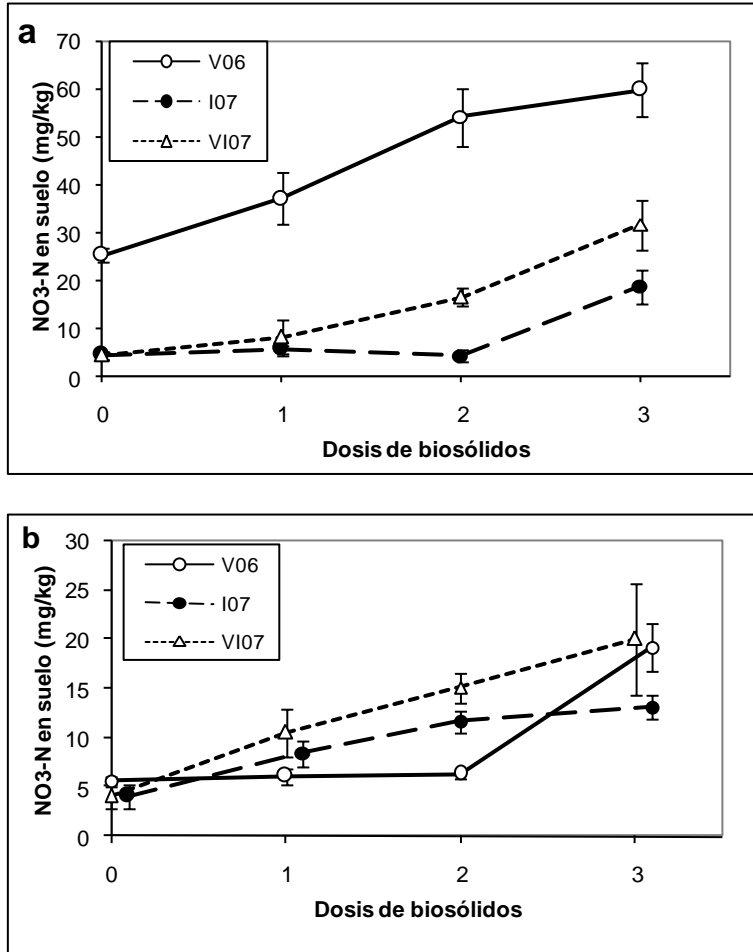 a
70
60
50
40
30
20
10
0
V06
I07
VI07
NO3-N en suelo (mg/kg)
0 1 2 3
Dosis de biosólidos
b
30
25
20
15
10
5
0
V06
I07
VI07
NO3-N en suelo (mg/kg)
0 1 2 3
Dosis de biosólidos